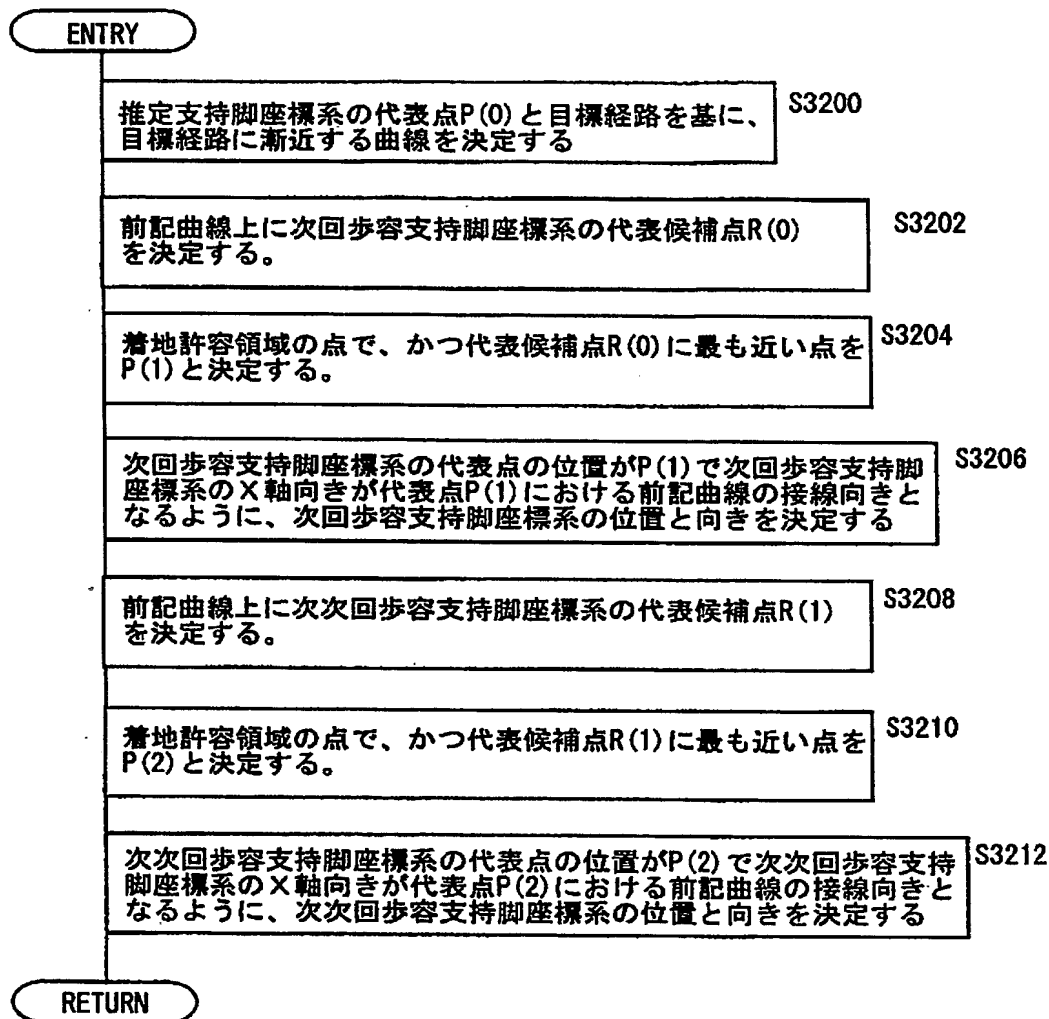 ENTRY
推定支持脚座標系の代表点P(0)と目標経路を基に、
目標経路に漸近する曲線を決定する
S3200
前記曲線上に次回歩容支持脚座標系の代表候補点R(0)
を決定する。
S3202
着地許容領域の点で、かつ代表候補点R(0)に最も近い点を
P(1)と決定する。
S3204
次回歩容支持脚座標系の代表点の位置がP(1)で次回歩容支持脚
座標系のX軸向きが代表点P(1)における前記曲線の接線向きと
なるように、次回歩容支持脚座標系の位置と向きを決定する
S3206
前記曲線上に次次回歩容支持脚座標系の代表候補点R(1)
を決定する。
S3208
着地許容領域の点で、かつ代表候補点R(1)に最も近い点を
P(2)と決定する。
S3210
次次回歩容支持脚座標系の代表点の位置がP(2)で次次回歩容支持
脚座標系のX軸向きが代表点P(2)における前記曲線の接線向きと
なるように、次次回歩容支持脚座標系の位置と向きを決定する
S3212
RETURN